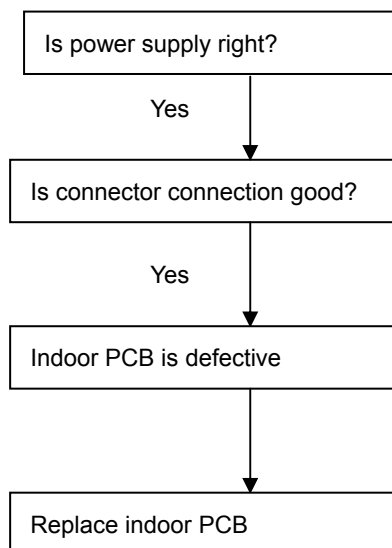 Is power supply right?
Yes
Is connector connection good?
Yes
Indoor PCB is defective
Replace indoor PCB